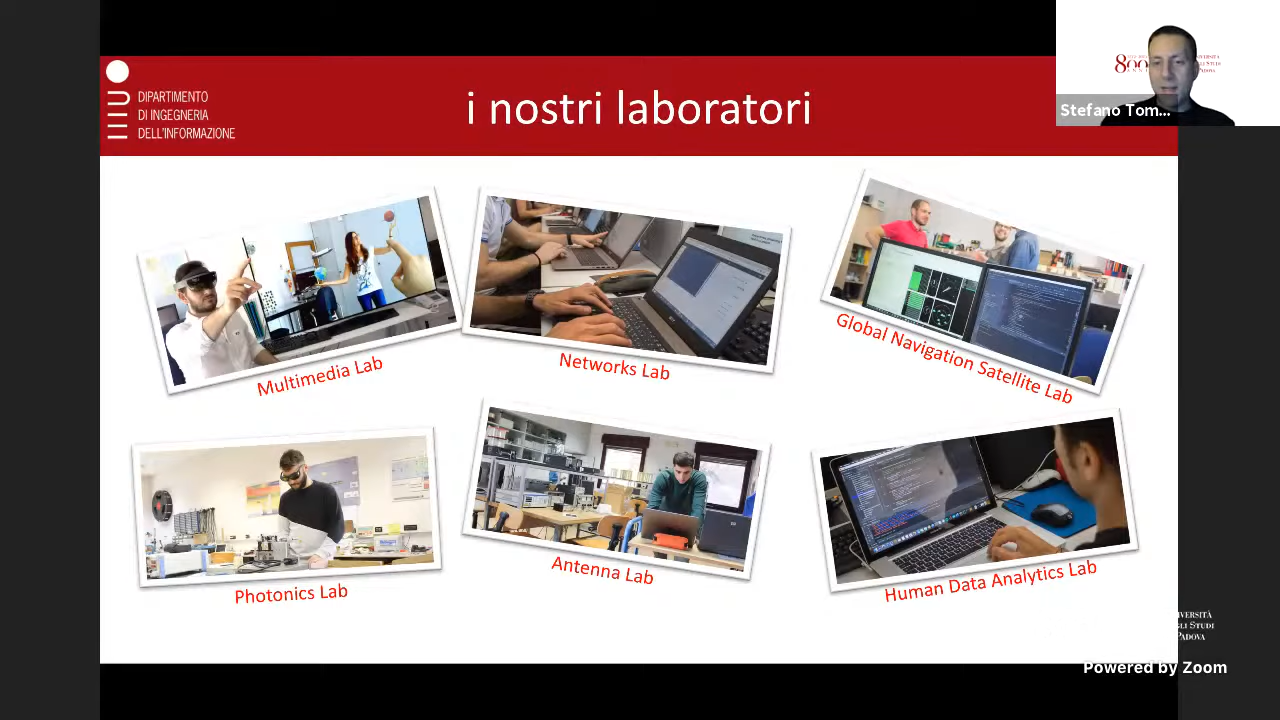 DIPARTIMENTO
DI INGEGNERIA
DELL'INFORMAZIONE
i nostri laboratori
800
Stefano Tom...
Multimedia Lab
Networks Lab
Global Navigation Satellite Lab
Photonics Lab
Antenna Lab
Human Data Analytics Lab
Powered by Zoom